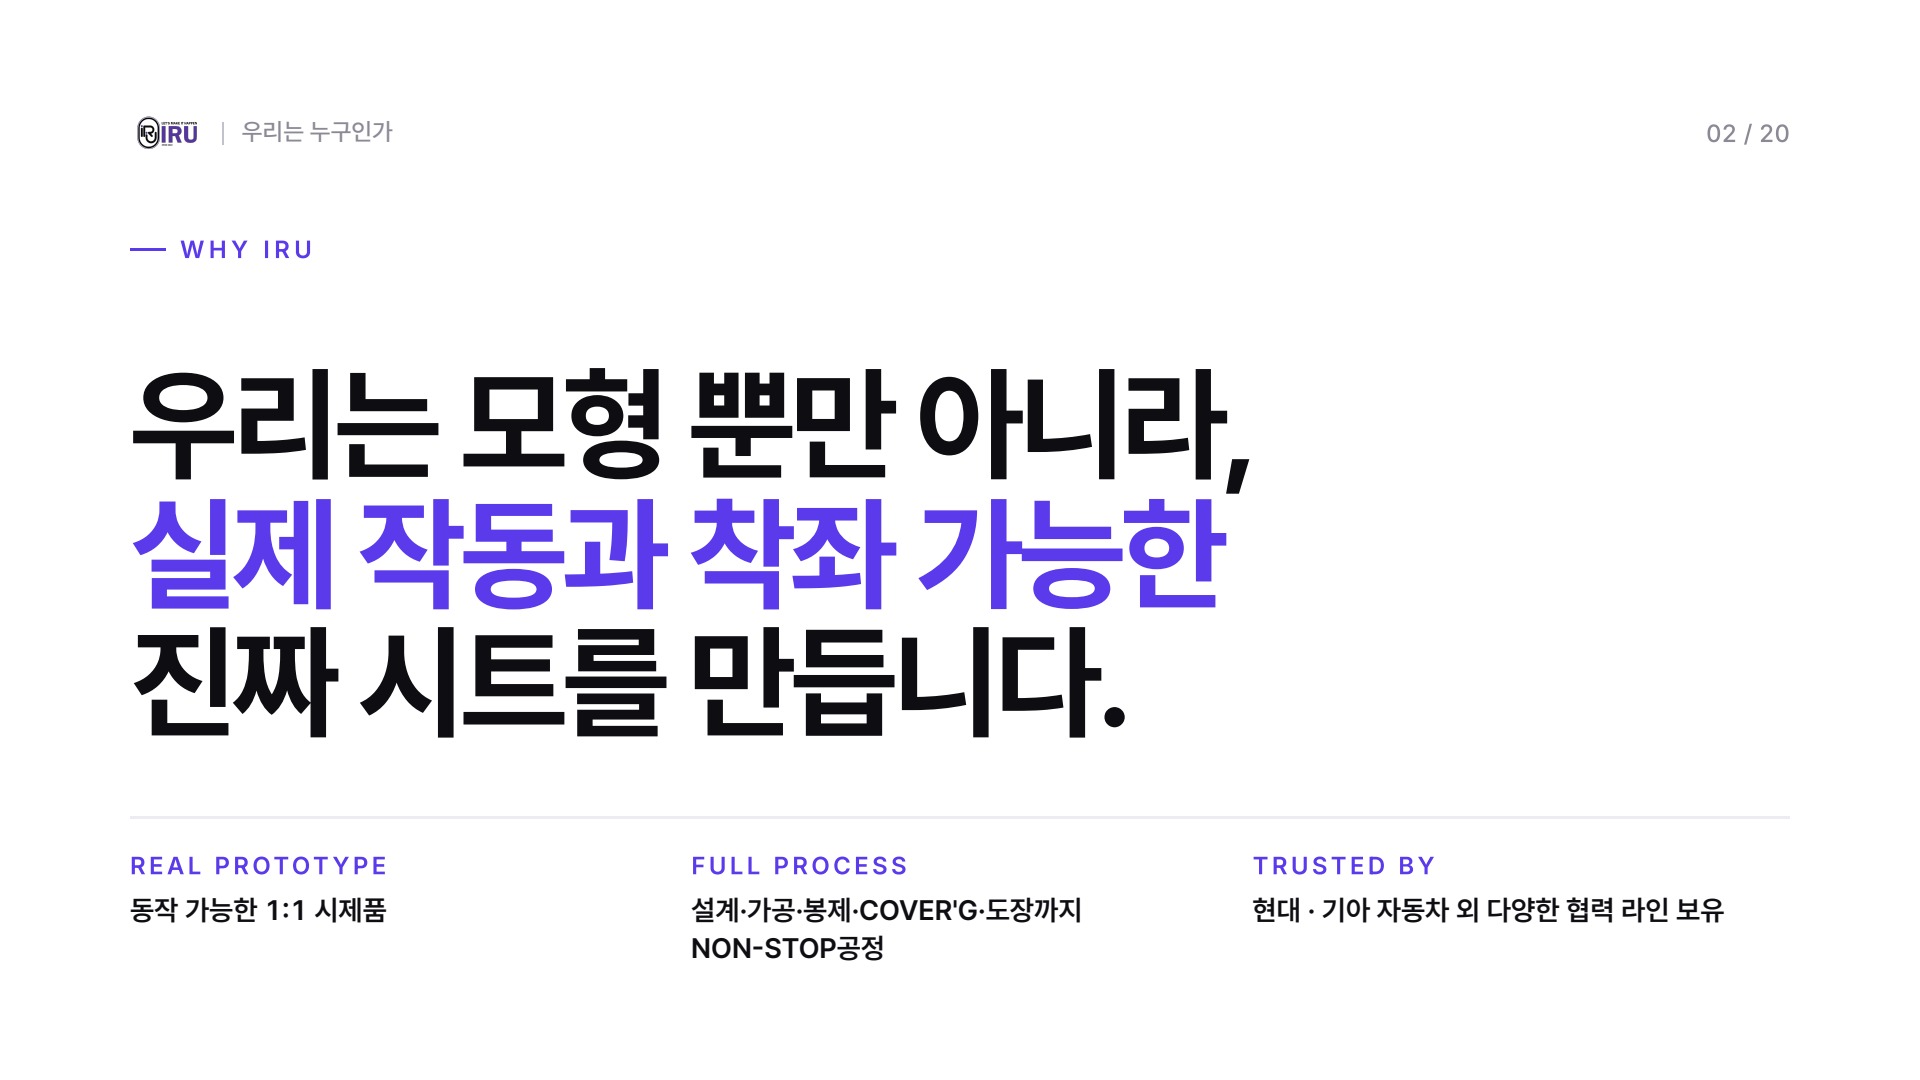 IRU
우리는 누구인가
02 / 20
WHY IRU
우리는 모형 뿐만 아니라,
실제 작동과 착좌 가능한
진짜 시트를 만듭니다.
REAL PROTOTYPE
동작 가능한 1:1 시제품
FULL PROCESS
설계·가공·봉제·COVER'G·도장까지
NON-STOP공정
TRUSTED BY
현대 · 기아 자동차 외 다양한 협력 라인 보유